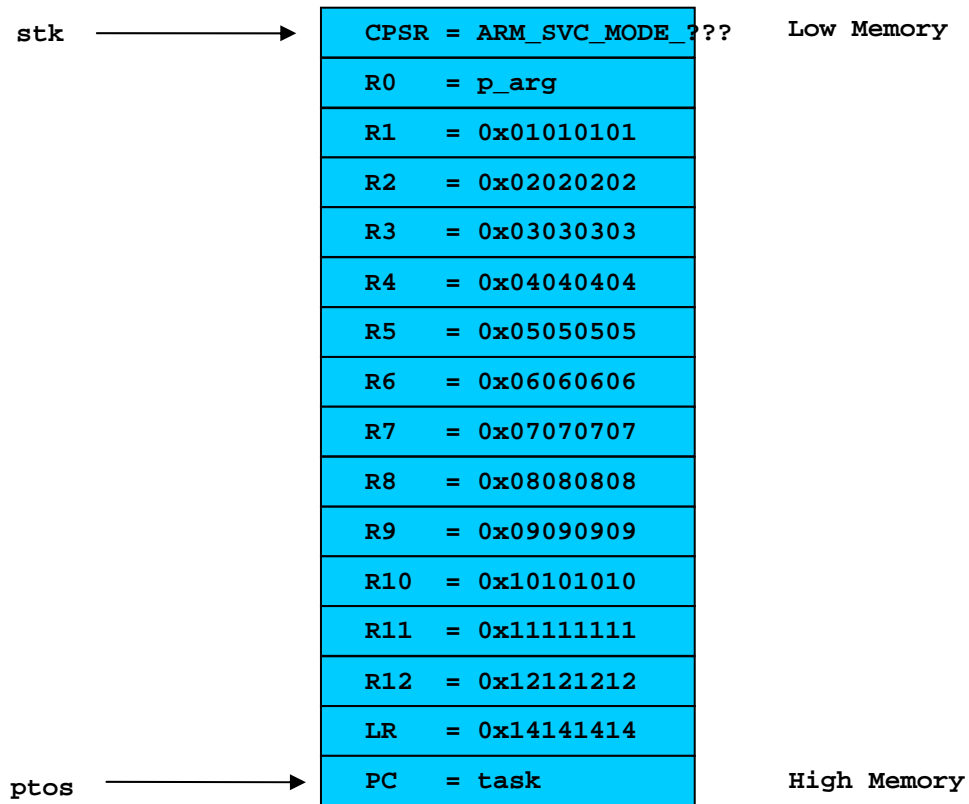 stk CPSR = ARM_SVC_MODE_??? Low Memory
R0 = p_arg
R1 = 0x01010101
R2 = 0x02020202
R3 = 0x03030303
R4 = 0x04040404
R5 = 0x05050505
R6 = 0x06060606
R7 = 0x07070707
R8 = 0x08080808
R9 = 0x09090909
R10 = 0x10101010
R11 = 0x11111111
R12 = 0x12121212
LR = 0x14141414
ptos PC = task High Memory